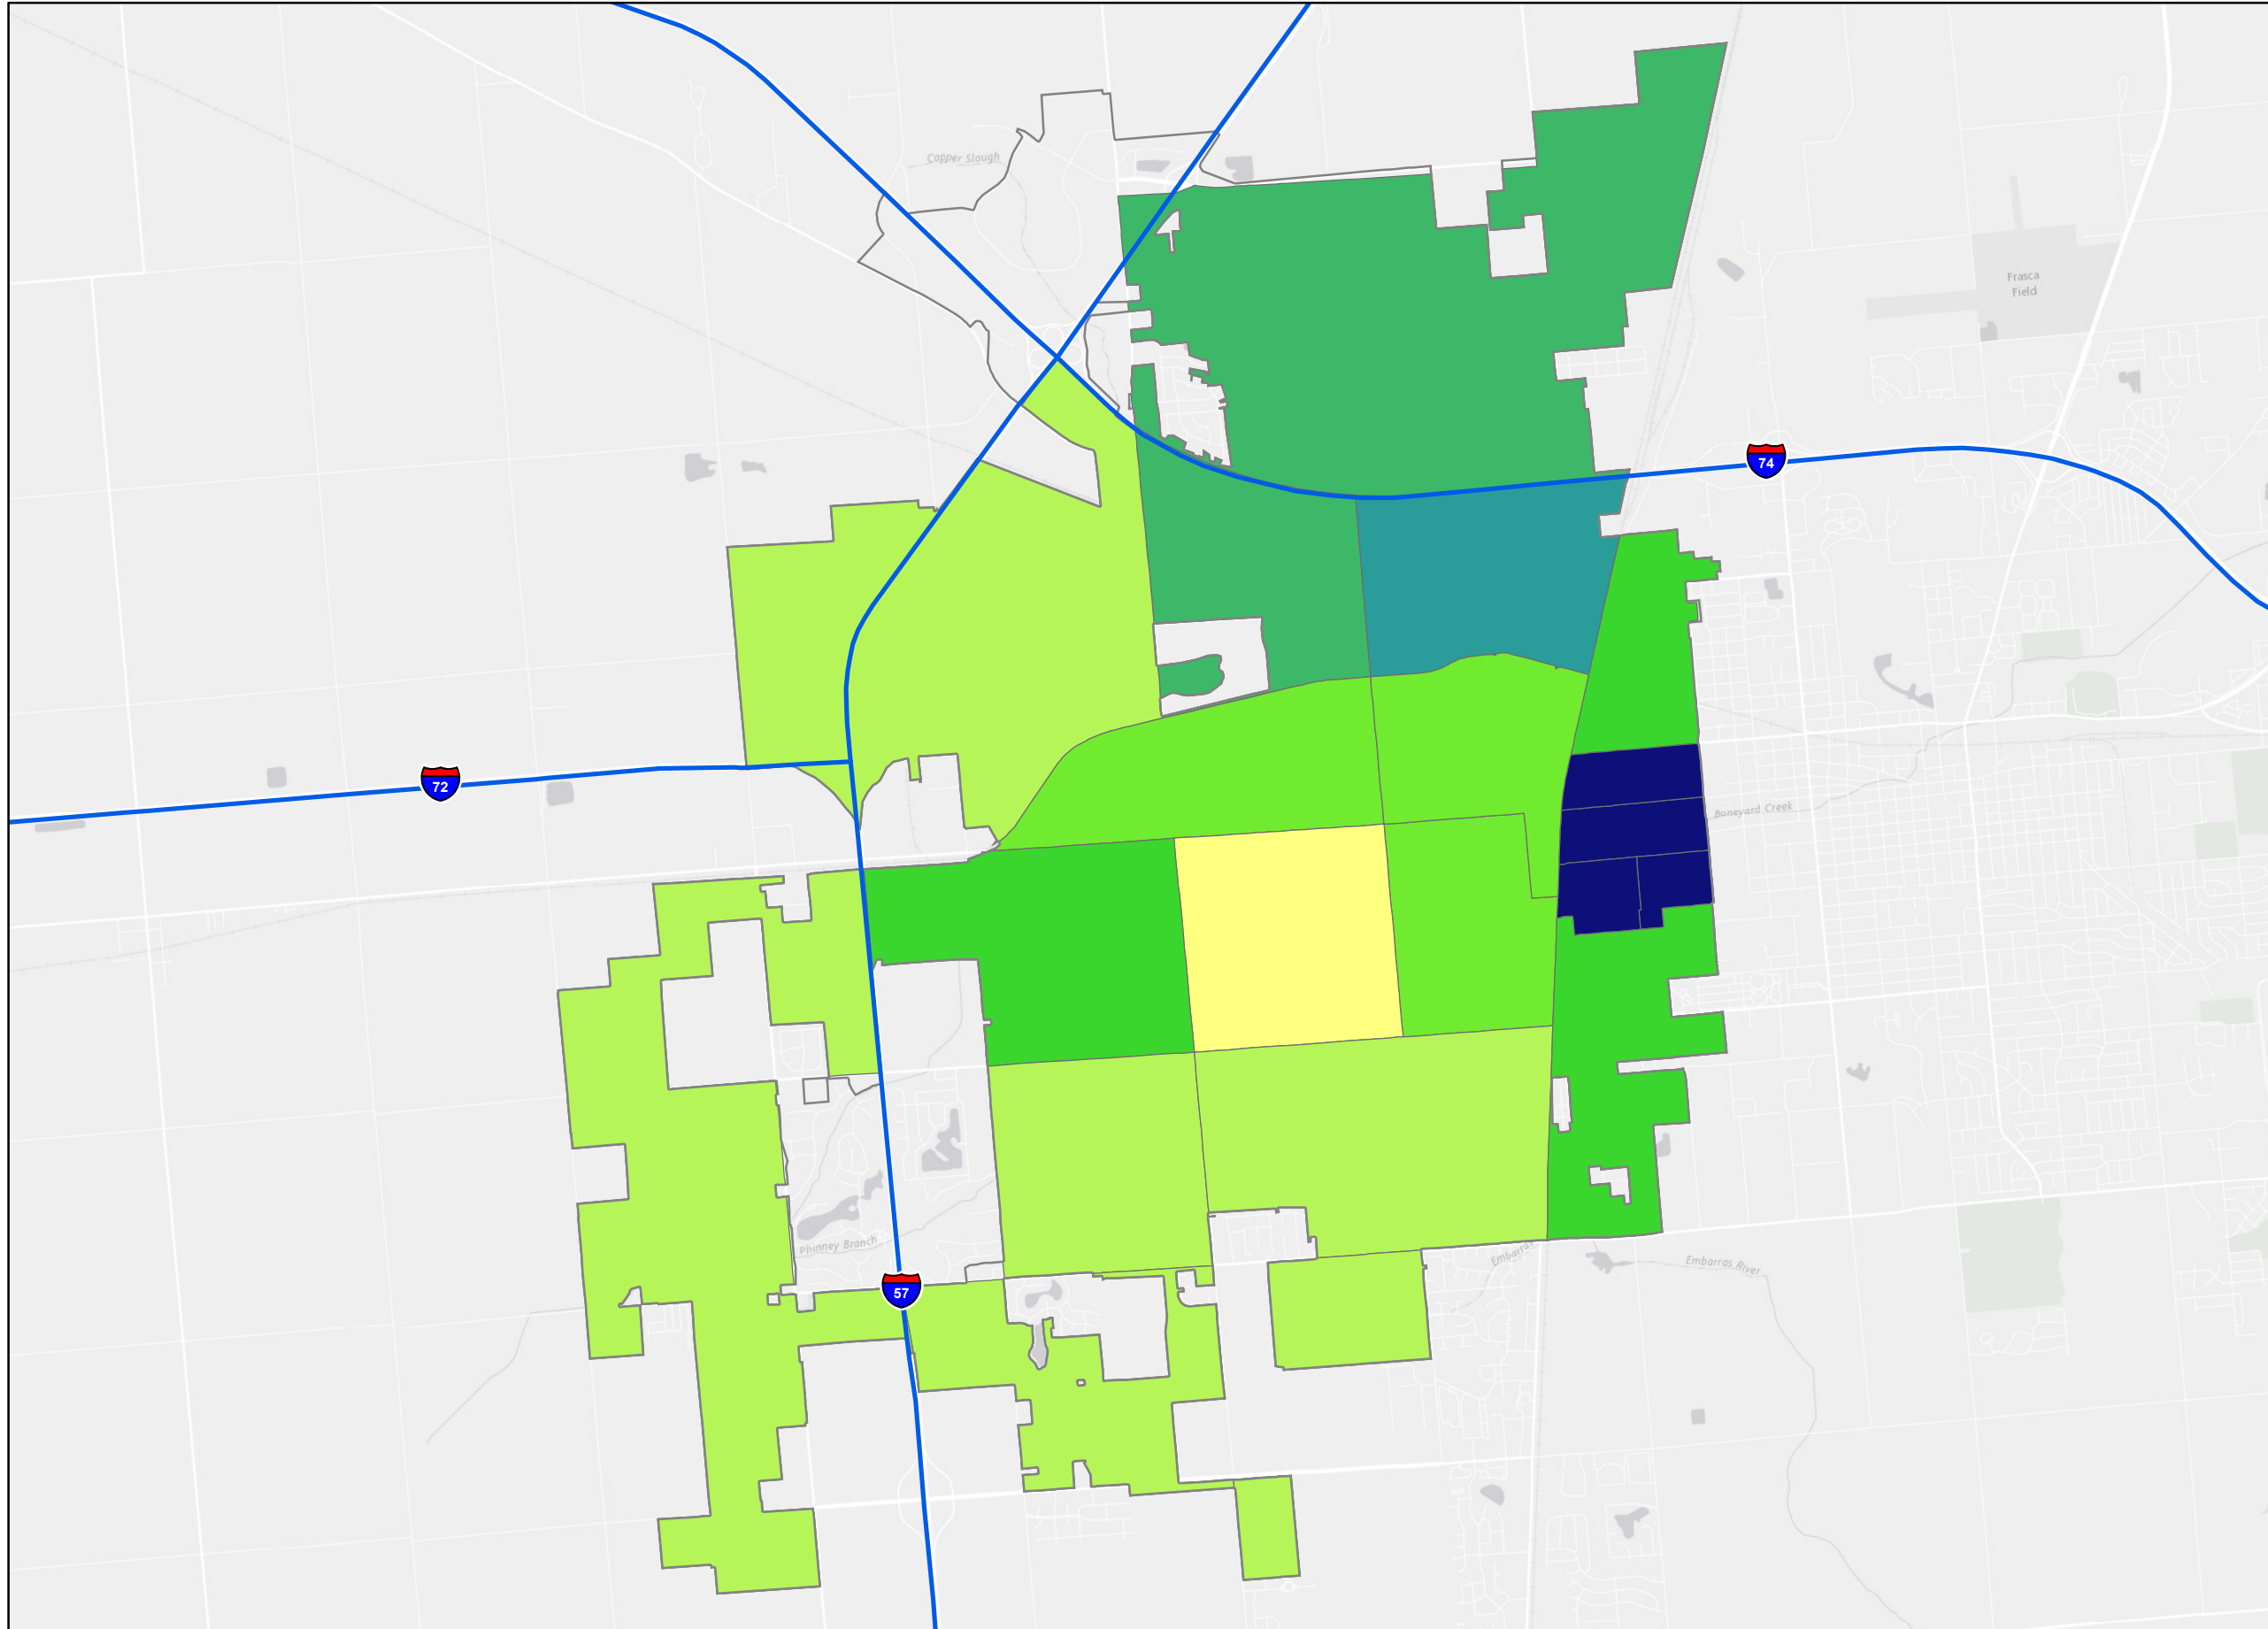 Copper Slough
Frasca
Field
74
72
Boneyard Creek
Phinney Branch
Embarras
Embarras River
57